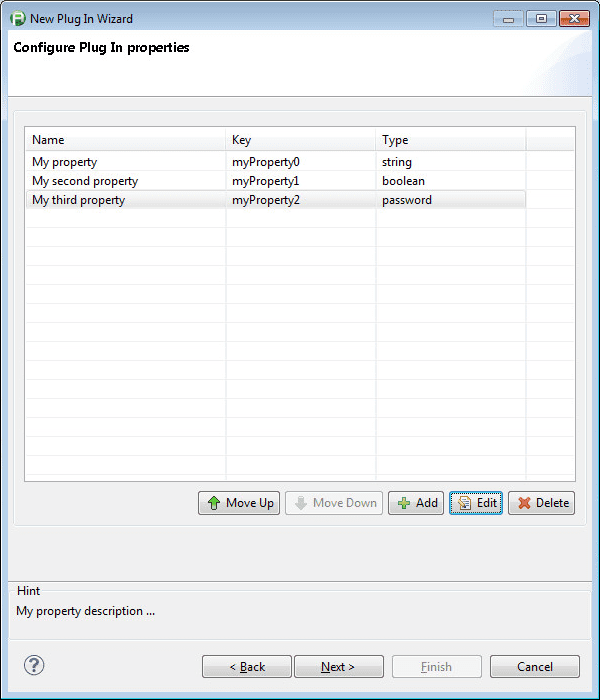 New Plug In Wizard
Configure Plug In properties
Name Key Type
My property myProperty0 string
My second property myProperty1 boolean
My third property myProperty2 password
Move Up Move Down Add Edit Delete
Hint
My property description ...
< Back Next > Finish Cancel